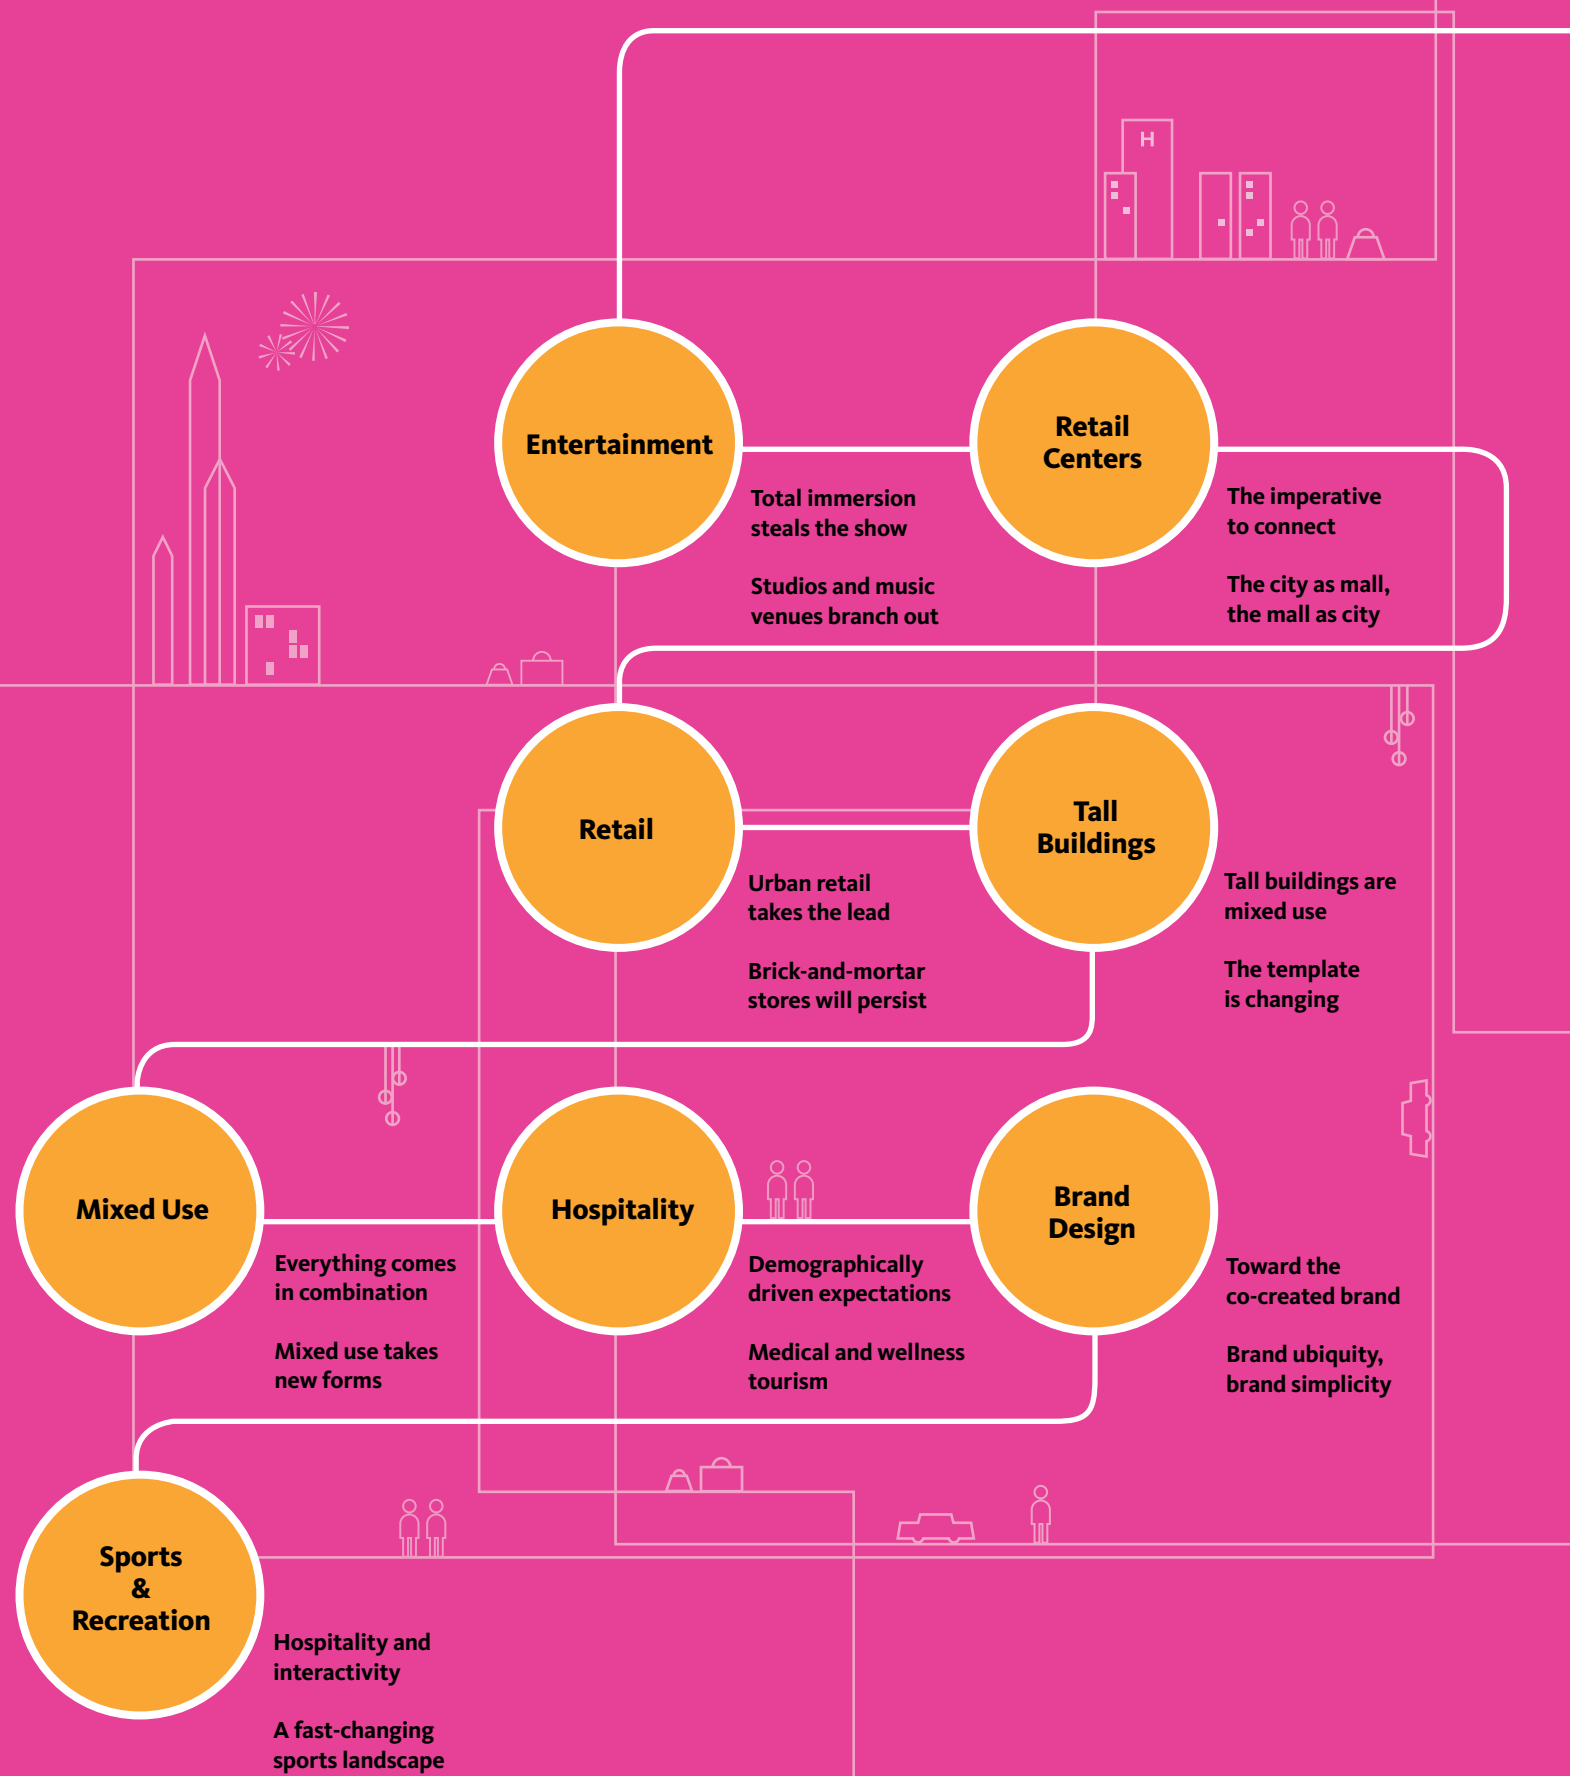 H
Entertainment
Total immersion
steals the show
Studios and music
venues branch out
Retail
Centers
The imperative
to connect
The city as mall,
the mall as city
Retail
Urban retail
takes the lead
Brick-and-mortar
stores will persist
Tall
Buildings
Tall buildings are
mixed use
The template
is changing
Mixed Use
Everything comes
in combination
Mixed use takes
new forms
Hospitality
Demographically
driven expectations
Medical and wellness
tourism
Brand
Design
Toward the
co-created brand
Brand ubiquity,
brand simplicity
Sports
&
Recreation
Hospitality and
interactivity
A fast-changing
sports landscape